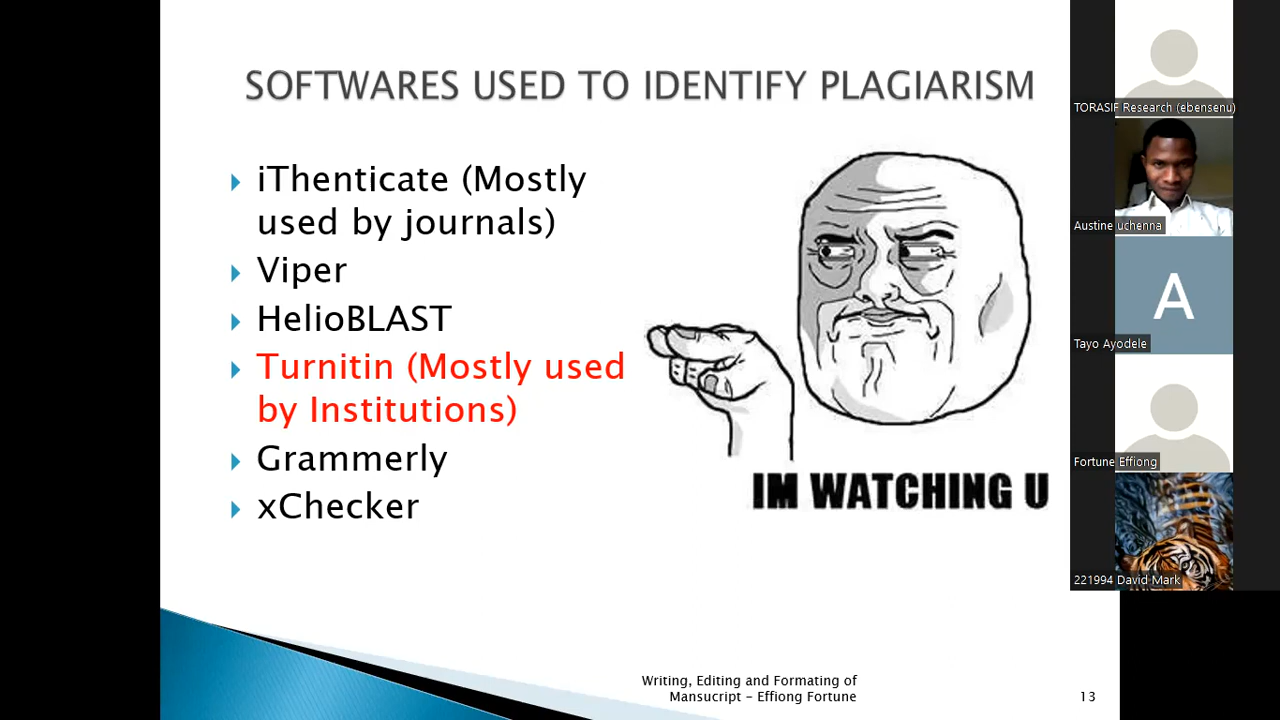 SOFTWARES USED TO IDENTIFY PLAGIARISM
iThenticate (Mostly
used by journals)
Viper
HelioBLAST
Turnitin (Mostly used
by Institutions)
Grammerly
xChecker
IM WATCHING U
Writing, Editing and Formating of
Mansucript – Effiong Fortune
13
TORASIF Research (ebensenu)
Austine uchenna
A
Tayo Ayodele
Fortune Effiong
221994 David Mark